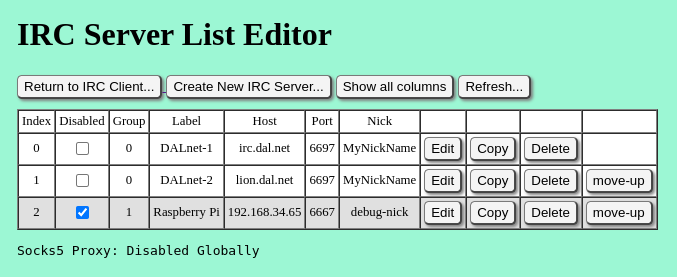 IRC Server List Editor
Return to IRC Client... Create New IRC Server... Show all columns Refresh...
Index Disabled Group Label Host Port Nick
0 0 DALnet-1 irc.dal.net 6697 MyNickName Edit Copy Delete
1 0 DALnet-2 lion.dal.net 6697 MyNickName Edit Copy Delete move-up
2 1 Raspberry Pi 192.168.34.65 6667 debug-nick Edit Copy Delete move-up
Socks5 Proxy: Disabled Globally